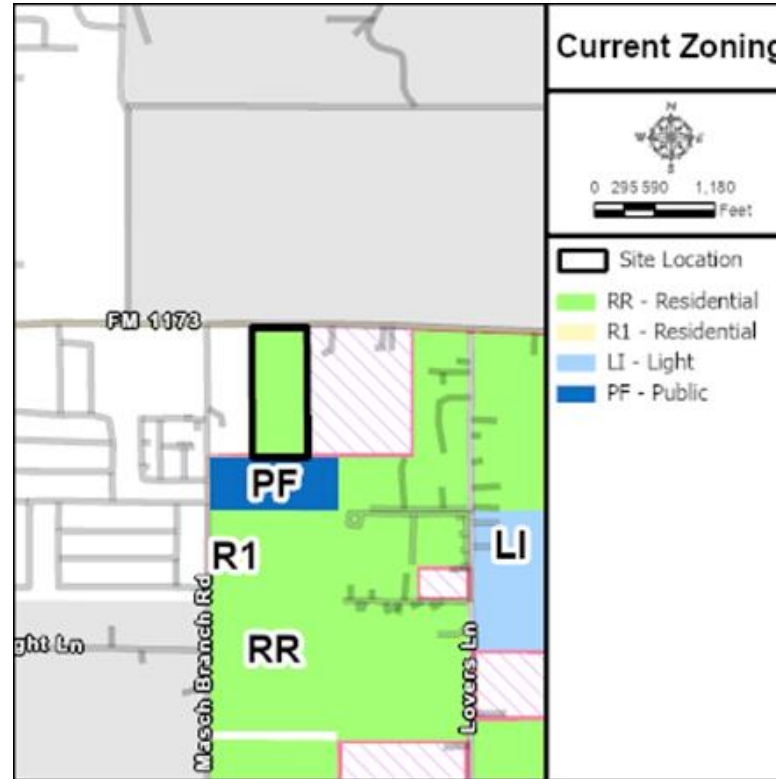 Current Zoning
N
W
E
S
0 295 590 1,180
Feet
Site Location
RR - Residential
R1 - Residential
LI - Light
PF - Public
FM 1173
PF
LI
R1
RR
ght Ln
Masch Branch Rd
Lovers Ln